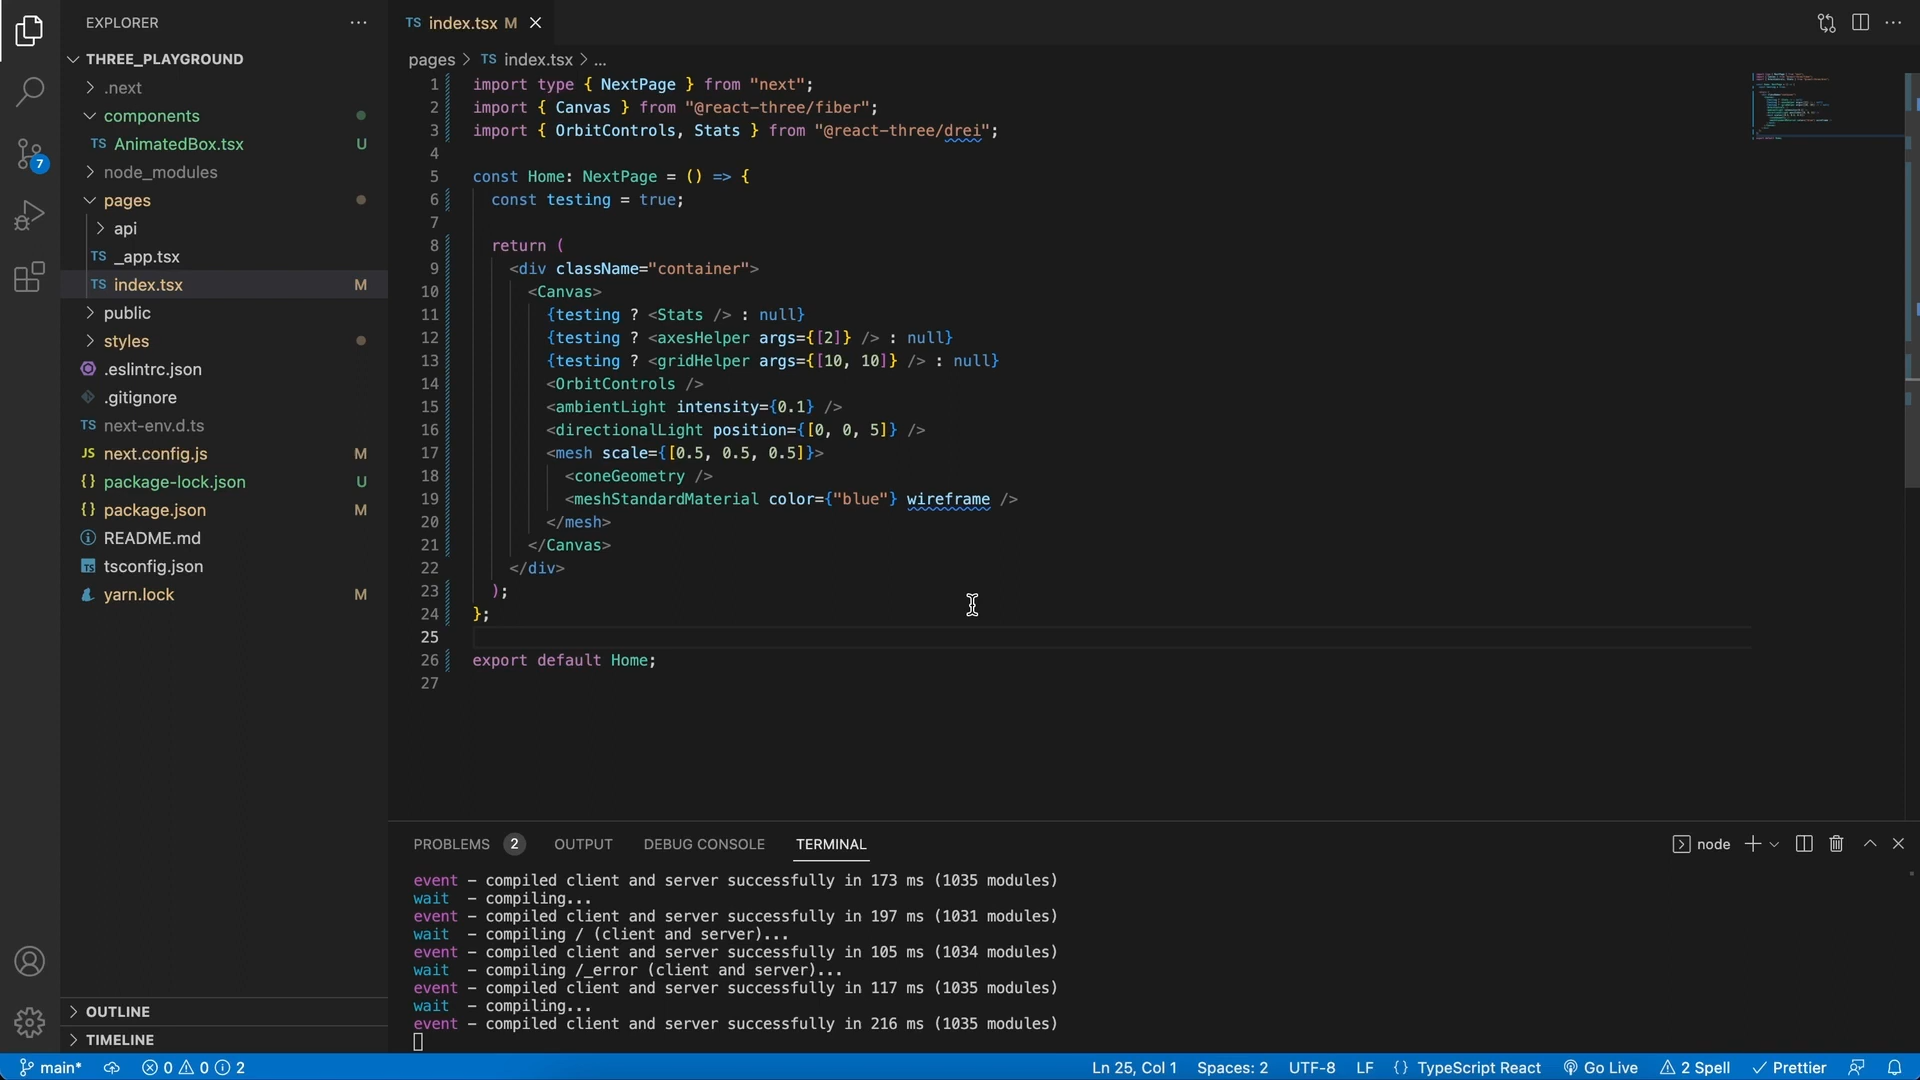 EXPLORER
THREE_PLAYGROUND
.next
components
TS AnimatedBox.tsx U
node_modules
7
pages
api
TS _app.tsx
TS index.tsx M
public
styles
.eslintrc.json
.gitignore
TS next-env.d.ts
JS next.config.js M
{} package-lock.json U
{} package.json M
README.md
tsconfig.json
yarn.lock M
OUTLINE
TIMELINE
TS index.tsx M
pages > TS index.tsx > ...
1 import type { NextPage } from "next";
2 import { Canvas } from "@react-three/fiber";
3 import { OrbitControls, Stats } from "@react-three/drei";
4
5 const Home: NextPage = () => {
6 const testing = true;
7
8 return (
9 <div className="container">
10 <Canvas>
11 {testing ? <Stats /> : null}
12 {testing ? <axesHelper args={[2]} /> : null}
13 {testing ? <gridHelper args={[10, 10]} /> : null}
14 <OrbitControls />
15 <ambientLight intensity={0.1} />
16 <directionalLight position={[0, 0, 5]} />
17 <mesh scale={[0.5, 0.5, 0.5]}>
18 <coneGeometry />
19 <meshStandardMaterial color={"blue"} wireframe />
20 </mesh>
21 </Canvas>
22 </div>
23 );
24 };
25
26 export default Home;
27
PROBLEMS 2 OUTPUT DEBUG CONSOLE TERMINAL node
event - compiled client and server successfully in 173 ms (1035 modules)
wait - compiling...
event - compiled client and server successfully in 197 ms (1031 modules)
wait - compiling / (client and server)...
event - compiled client and server successfully in 105 ms (1034 modules)
wait - compiling /_error (client and server)...
event - compiled client and server successfully in 117 ms (1035 modules)
wait - compiling...
event - compiled client and server successfully in 216 ms (1035 modules)
main* 0 0 2 Ln 25, Col 1 Spaces: 2 UTF-8 LF {} TypeScript React Go Live 2 Spell Prettier